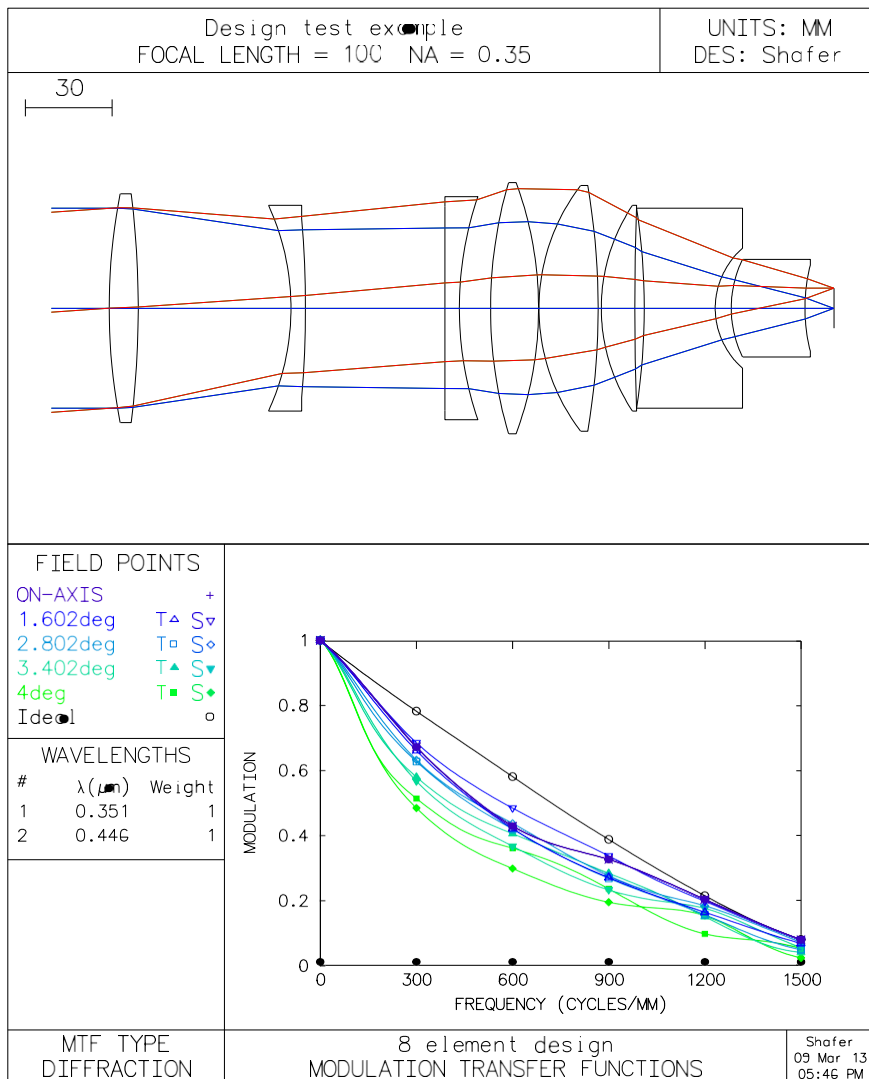 Design test example
FOCAL LENGTH = 100 NA = 0.35
UNITS: MM
DES: Shafer
30
FIELD POINTS
ON-AXIS +
1.602deg T S
2.802deg T S
3.402deg T S
4deg T S
Ideal
WAVELENGTHS
# λ(μm) Weight
1 0.351 1
2 0.446 1
MODULATION
1
0.8
0.6
0.4
0.2
0
0 300 600 900 1200 1500
FREQUENCY (CYCLES/MM)
MTF TYPE
DIFFRACTION
8 element design
MODULATION TRANSFER FUNCTIONS
Shafer
09 Mar 13
05:46 PM